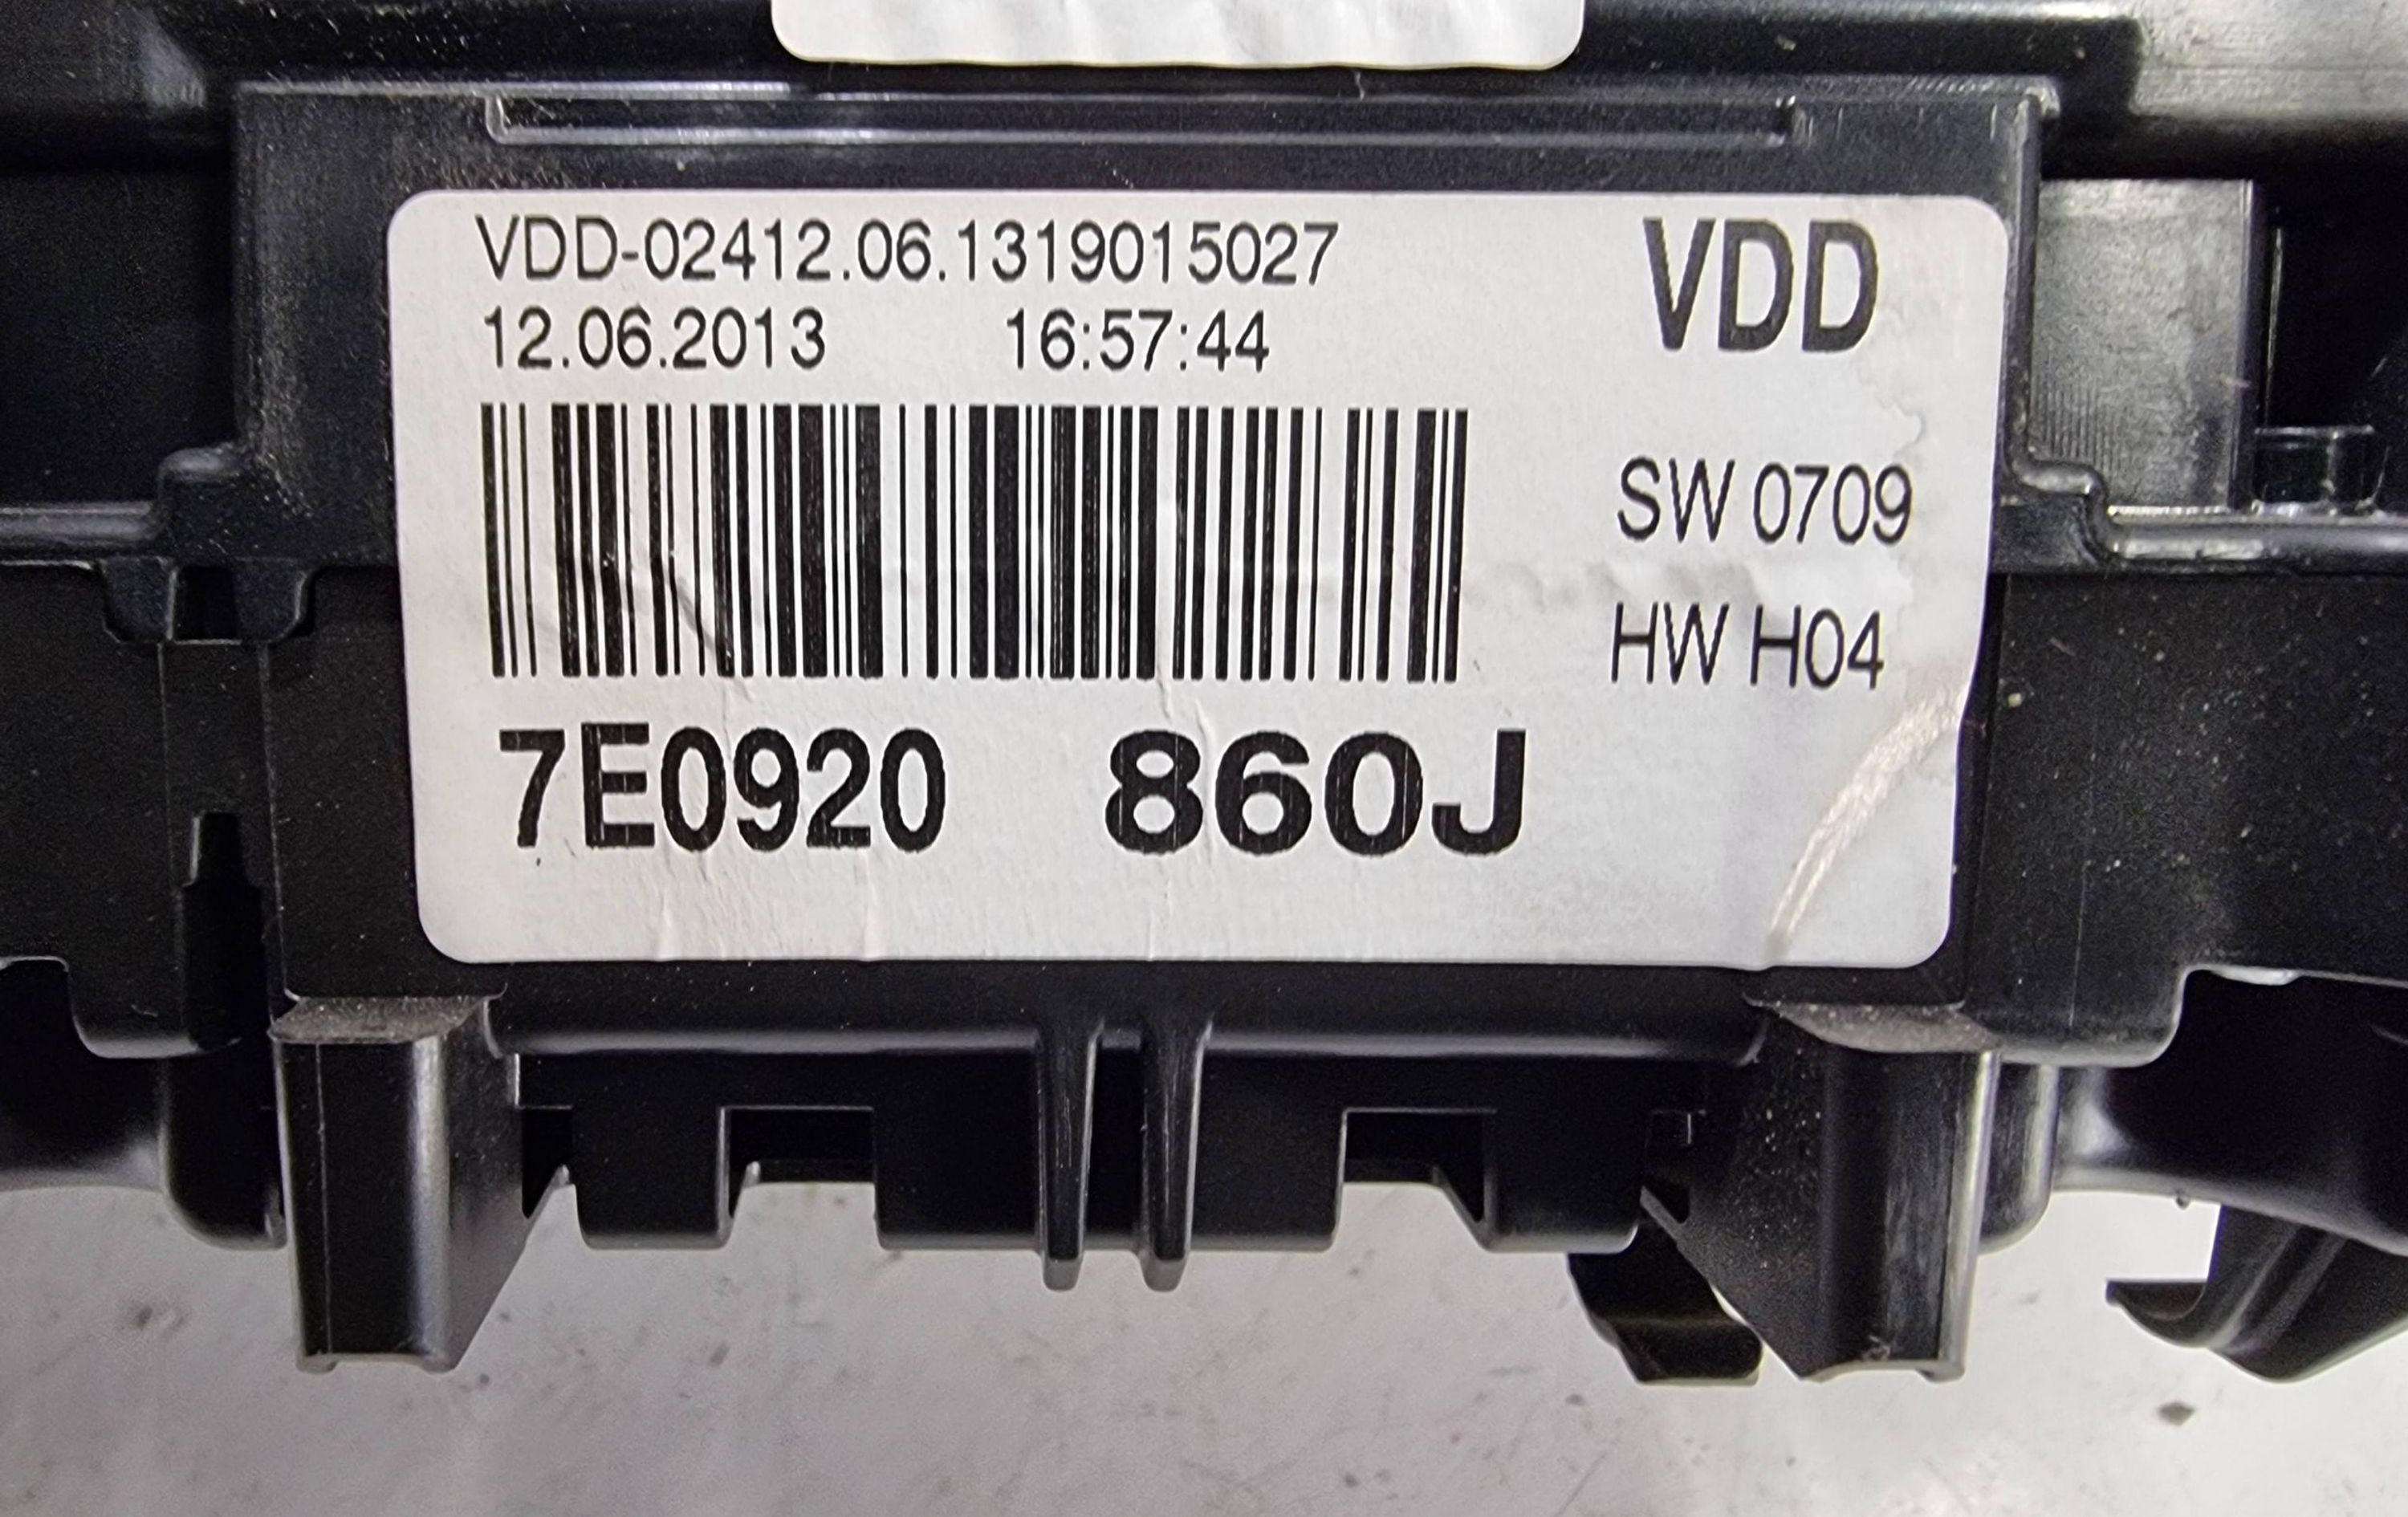 VDD-02412.06.1319015027
12.06.2013 16:57:44
VDD
SW 0709
HW H04
7E0920 860J